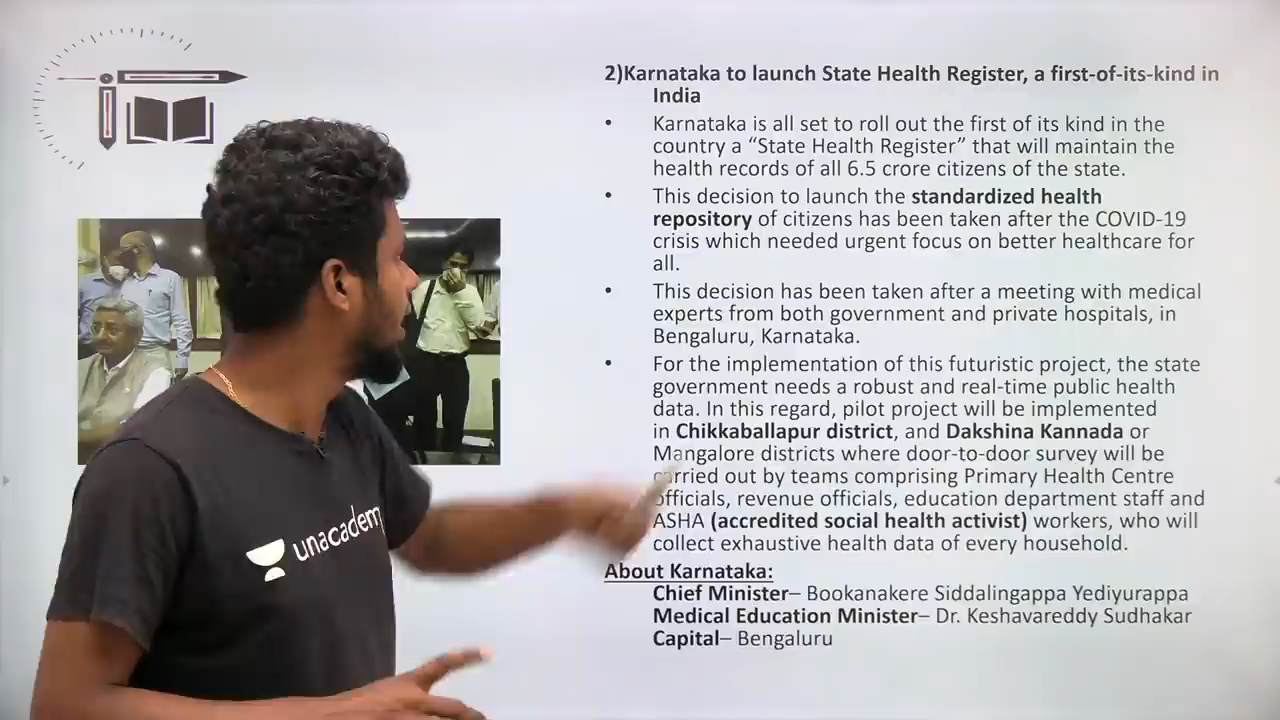 2)Karnataka to launch State Health Register, a first-of-its-kind in
India
• Karnataka is all set to roll out the first of its kind in the
country a “State Health Register” that will maintain the
health records of all 6.5 crore citizens of the state.
• This decision to launch the standardized health
repository of citizens has been taken after the COVID-19
crisis which needed urgent focus on better healthcare for
all.
• This decision has been taken after a meeting with medical
experts from both government and private hospitals, in
Bengaluru, Karnataka.
• For the implementation of this futuristic project, the state
government needs a robust and real-time public health
data. In this regard, pilot project will be implemented
in Chikkaballapur district, and Dakshina Kannada or
Mangalore districts where door-to-door survey will be
carried out by teams comprising Primary Health Centre
officials, revenue officials, education department staff and
ASHA (accredited social health activist) workers, who will
collect exhaustive health data of every household.
About Karnataka:
Chief Minister– Bookanakere Siddalingappa Yediyurappa
Medical Education Minister– Dr. Keshavareddy Sudhakar
Capital– Bengaluru
unacademy